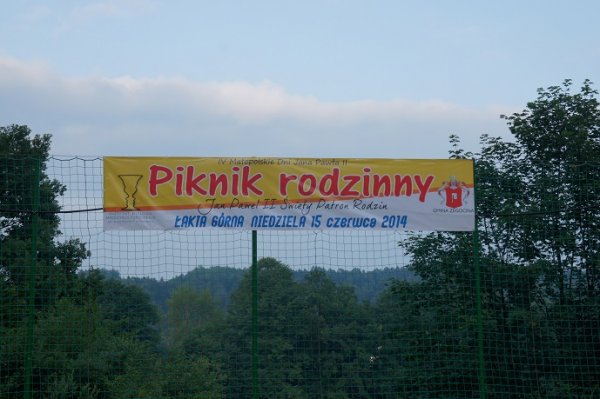 IV Małopolskie Dni Jana Pawła II
Piknik rodzinny
Jan Paweł II Święty Patron Rodzin
ŁĄKTA GÓRNA NIEDZIELA 15 czerwca 2014
GMINA ŻEGOCINA